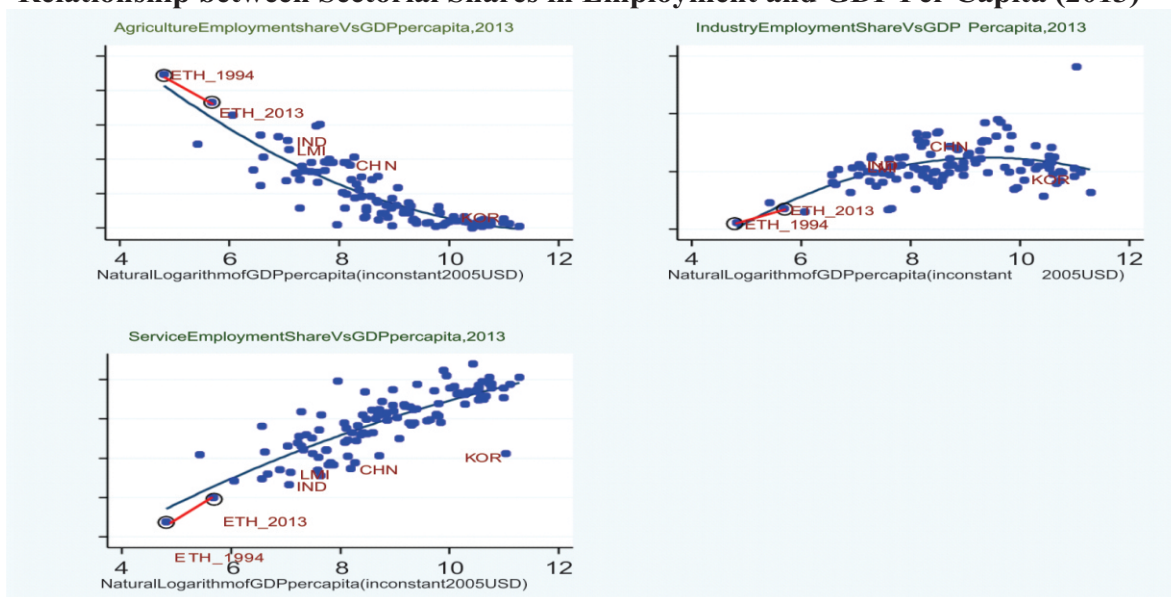 Relationship between Sectorial Shares in Employment and GDP Per Capita (2013)
AgricultureEmploymentshareVsGDPpercapita,2013
ETH_1994
ETH_2013
IND
LMI
CHN
KOR
4 6 8 10 12
NaturalLogarithmofGDPpercapita(inconstant2005USD)
IndustryEmploymentShareVsGDP Percapita,2013
CHN
KOR
ETH_2013
ETH_1994
4 6 8 10 12
NaturalLogarithmofGDPpercapita(inconstant 2005USD)
ServiceEmploymentShareVsGDPpercapita,2013
KOR
LMI
CHN
IND
ETH_2013
ETH_1994
4 6 8 10 12
NaturalLogarithmofGDPpercapita(inconstant2005USD)